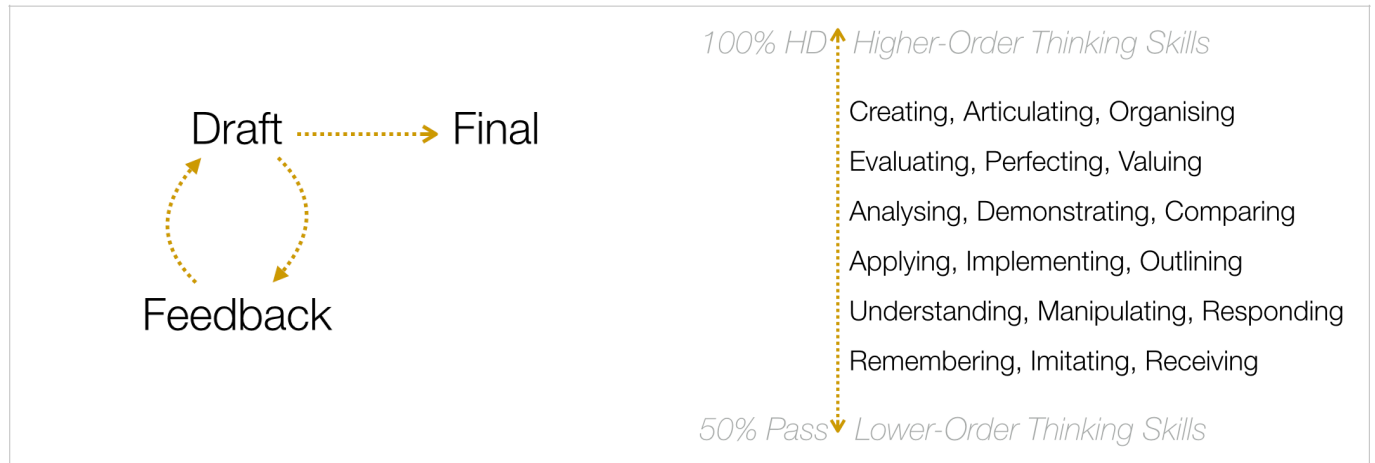 Draft
Final
Feedback
100% HD
Higher-Order Thinking Skills
Creating, Articulating, Organising
Evaluating, Perfecting, Valuing
Analysing, Demonstrating, Comparing
Applying, Implementing, Outlining
Understanding, Manipulating, Responding
Remembering, Imitating, Receiving
50% Pass
Lower-Order Thinking Skills